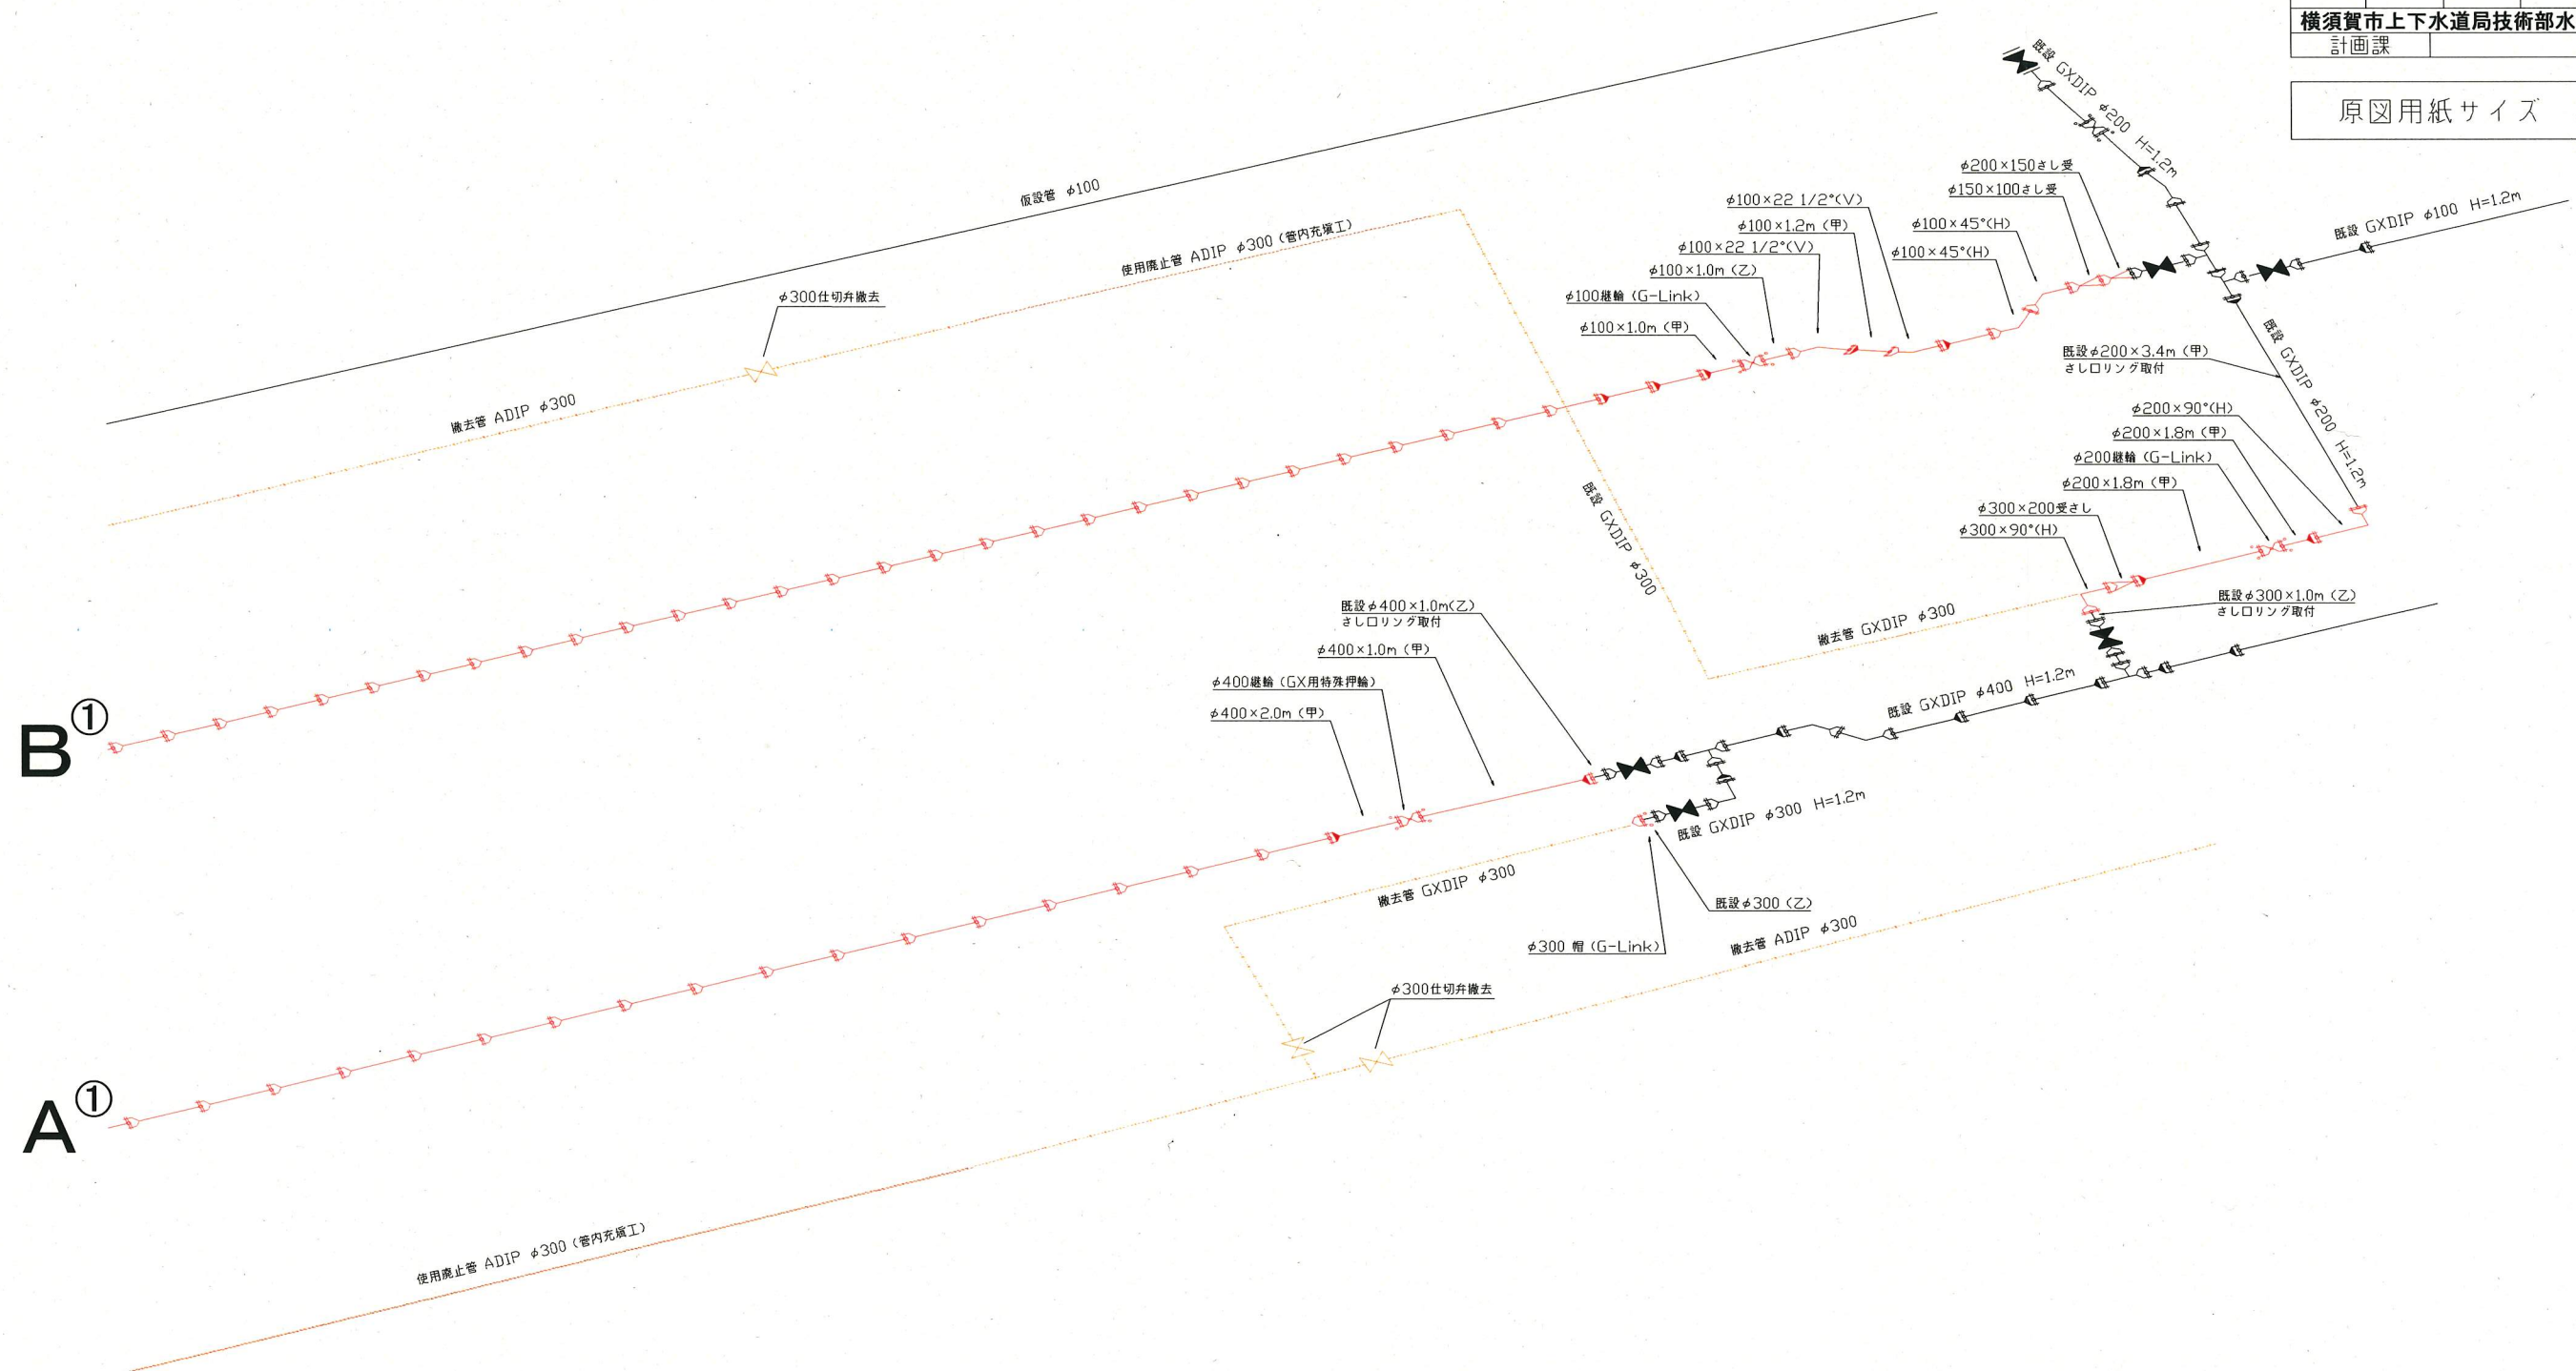 横須賀市上下水道局技術部水
計画課
原図用紙サイズ
既設 GXDIP φ200 H=1.2m
仮設管 φ100
使用廃止管 ADIP φ300（管内充填工）
φ300仕切弁撤去
撤去管 ADIP φ300
φ200×150さし受
φ150×100さし受
φ100×45°(H)
φ100×45°(H)
φ100×22 1/2°(V)
φ100×1.2m（甲）
φ100×22 1/2°(V)
φ100×1.0m（乙）
φ100継輪（G-Link）
φ100×1.0m（甲）
既設 GXDIP φ100 H=1.2m
既設 GXDIP φ200 H=1.2m
既設φ200×3.4m（甲）
さし口リング取付
φ200×90°(H)
φ200×1.8m（甲）
φ200継輪（G-Link）
φ200×1.8m（甲）
φ300×200受さし
φ300×90°(H)
既設 GXDIP φ300
既設φ300×1.0m（乙）
さし口リング取付
撤去管 GXDIP φ300
既設φ400×1.0m(乙)
さし口リング取付
φ400×1.0m（甲）
φ400継輪（GX用特殊押輪）
φ400×2.0m（甲）
既設 GXDIP φ400 H=1.2m
B①
既設 GXDIP φ300 H=1.2m
撤去管 GXDIP φ300
既設φ300（乙）
φ300 帽（G-Link）
撤去管 ADIP φ300
φ300仕切弁撤去
A①
使用廃止管 ADIP φ300（管内充填工）